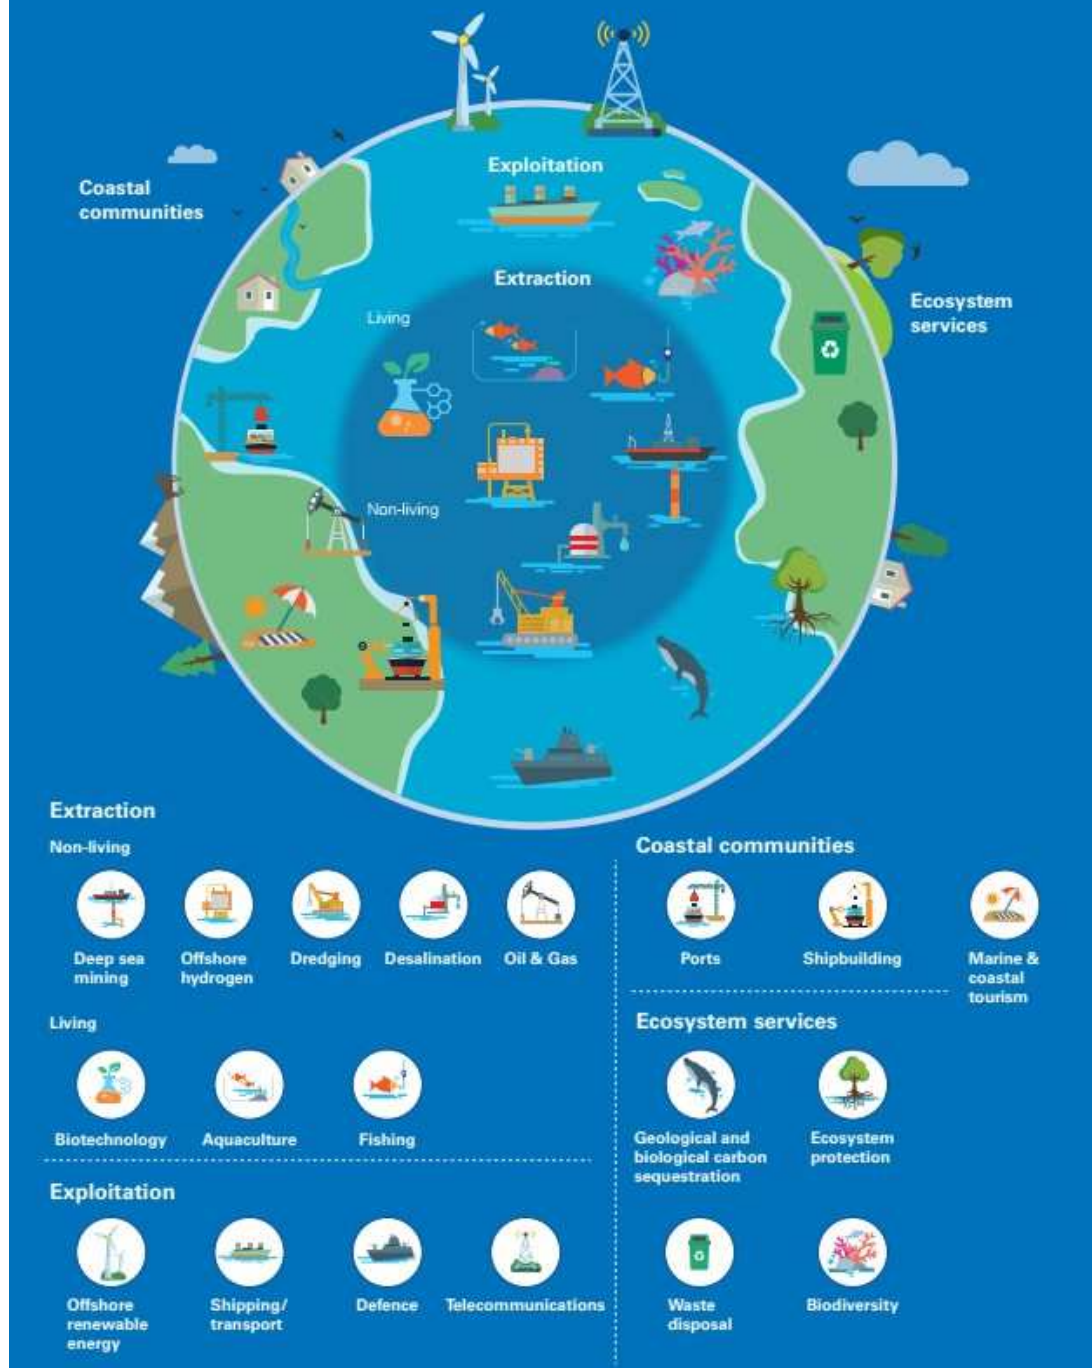 Exploitation
Coastal
communities
Extraction
Ecosystem
services
Living
Non-living
Extraction
Non-living
Deep sea
mining
Offshore
hydrogen
Dredging
Desalination
Oil & Gas
Living
Biotechnology
Aquaculture
Fishing
Exploitation
Offshore
renewable
energy
Shipping/
transport
Defence
Telecommunications
Coastal communities
Ports
Shipbuilding
Marine &
coastal
tourism
Ecosystem services
Geological and
biological carbon
sequestration
Ecosystem
protection
Waste
disposal
Biodiversity